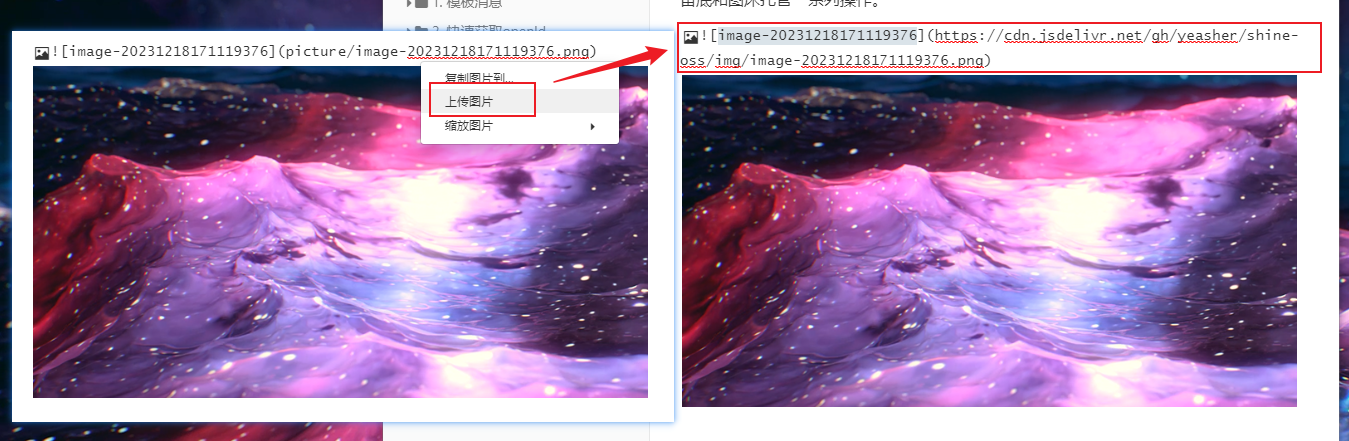 1. 模板消息
留底和图床托管一系列操作。
2. 快速获取openId
![image-20231218171119376](picture/image-20231218171119376.png)
复制图片到...
上传图片
缩放图片
![image-20231218171119376](https://cdn.jsdelivr.net/gh/yeasher/shine-
oss/img/image-20231218171119376.png)